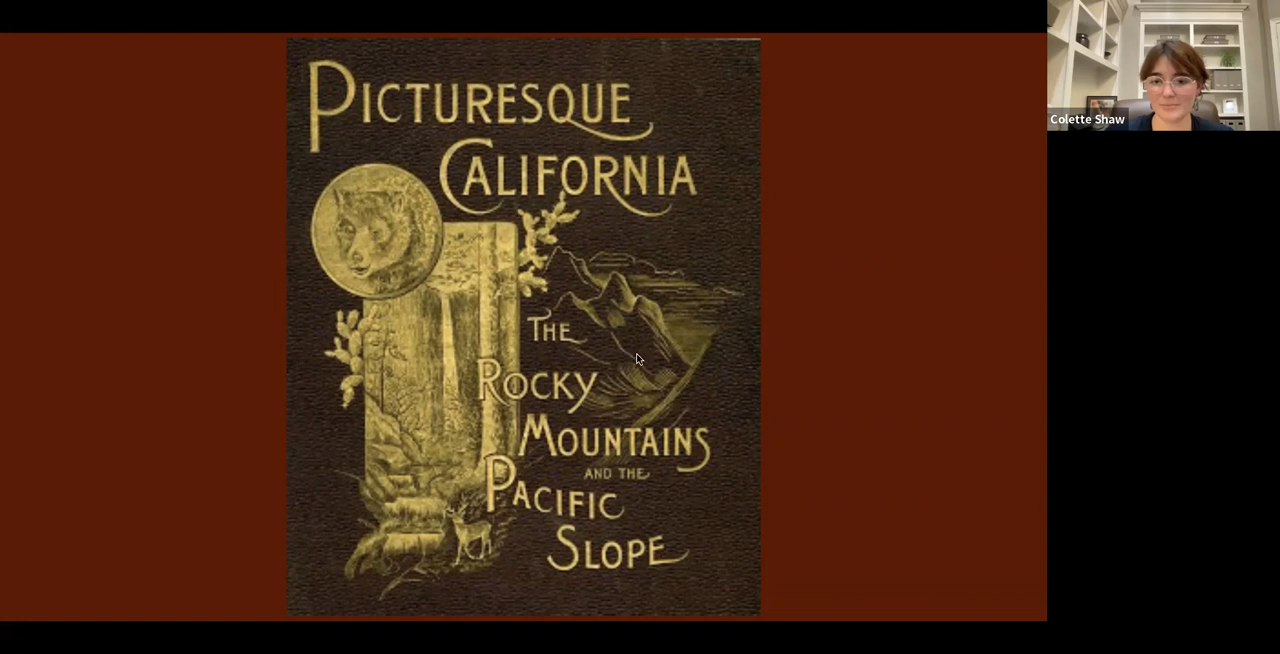 PICTURESQUE
CALIFORNIA
THE
ROCKY
MOUNTAINS
AND THE
PACIFIC
SLOPE
Colette Shaw